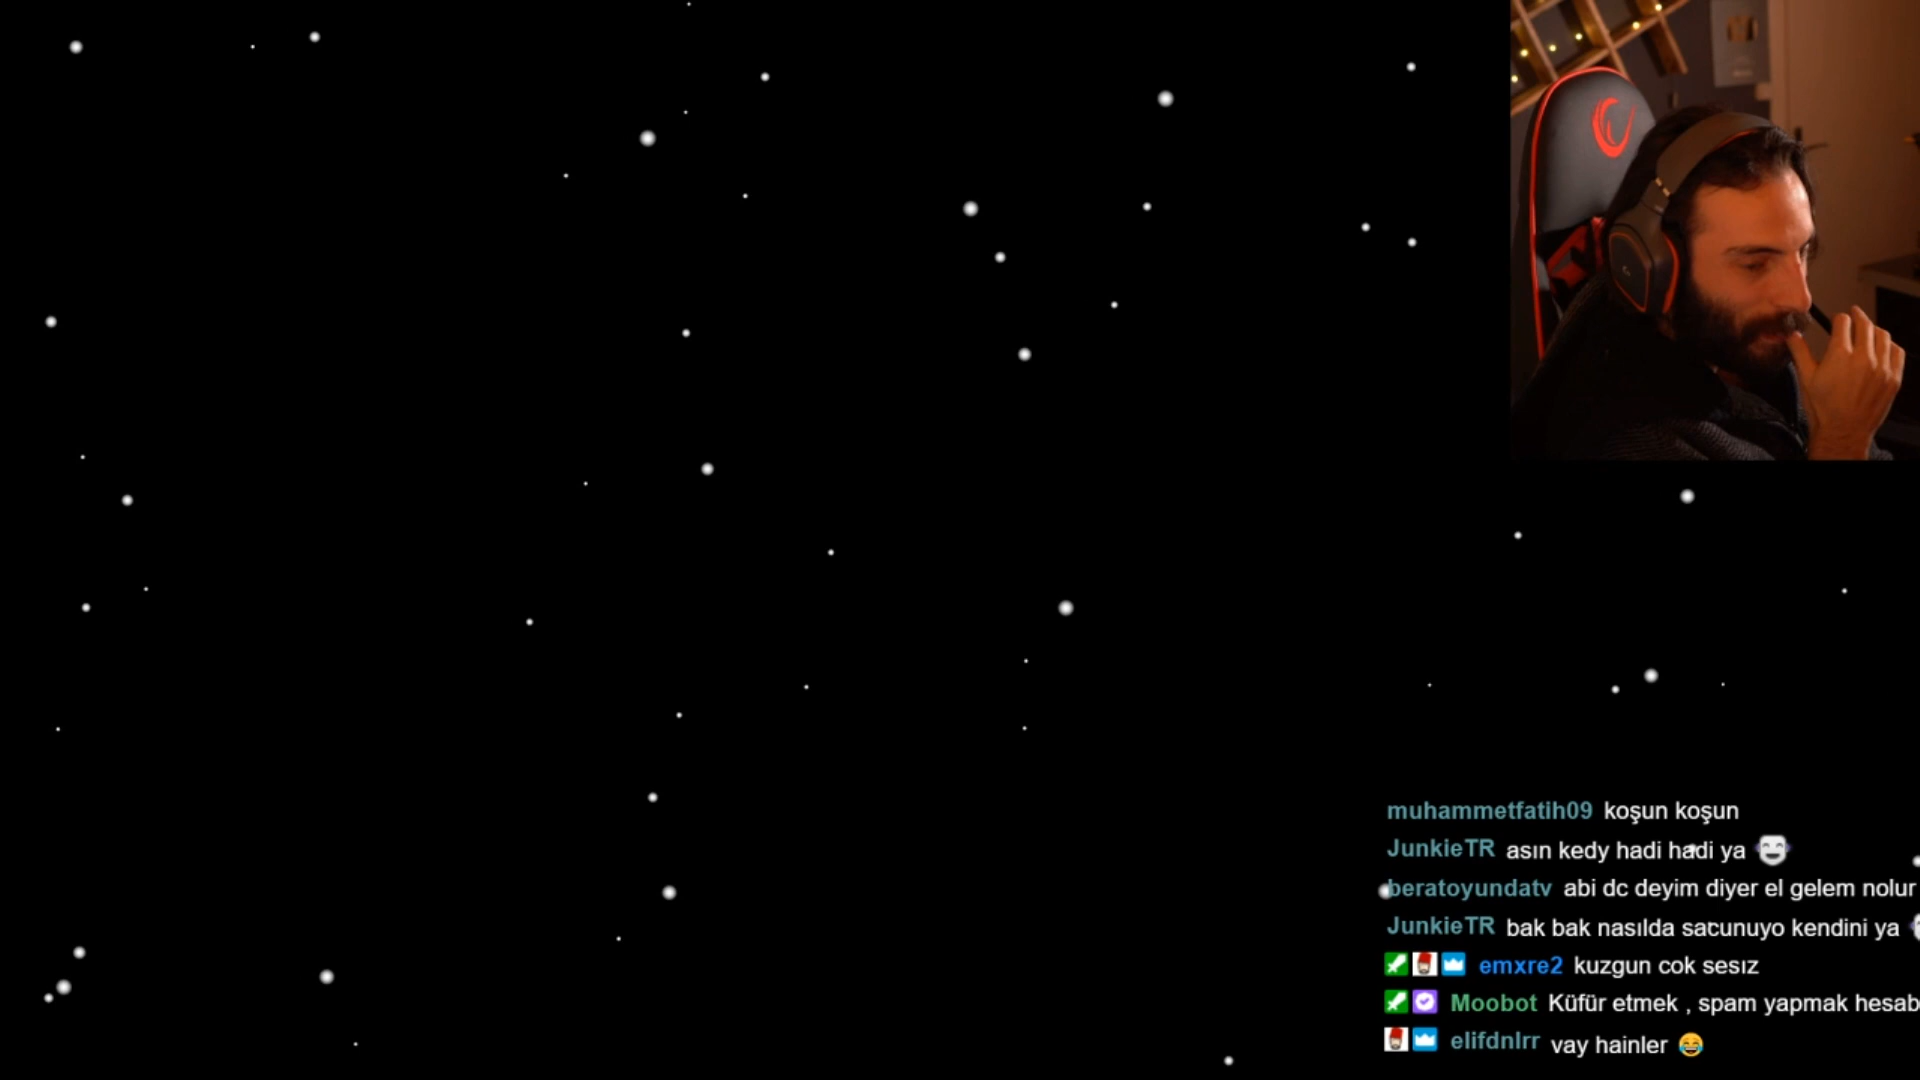 muhammetfatih09 koşun koşun
JunkieTR asın kedy hadi hadi ya
beratoyundatv abi dc deyim diyer el gelem nolur
JunkieTR bak bak nasılda sacunuyo kendini ya
emxre2 kuzgun cok sesız
Moobot Küfür etmek , spam yapmak hesab
elifdnlrr vay hainler 😂